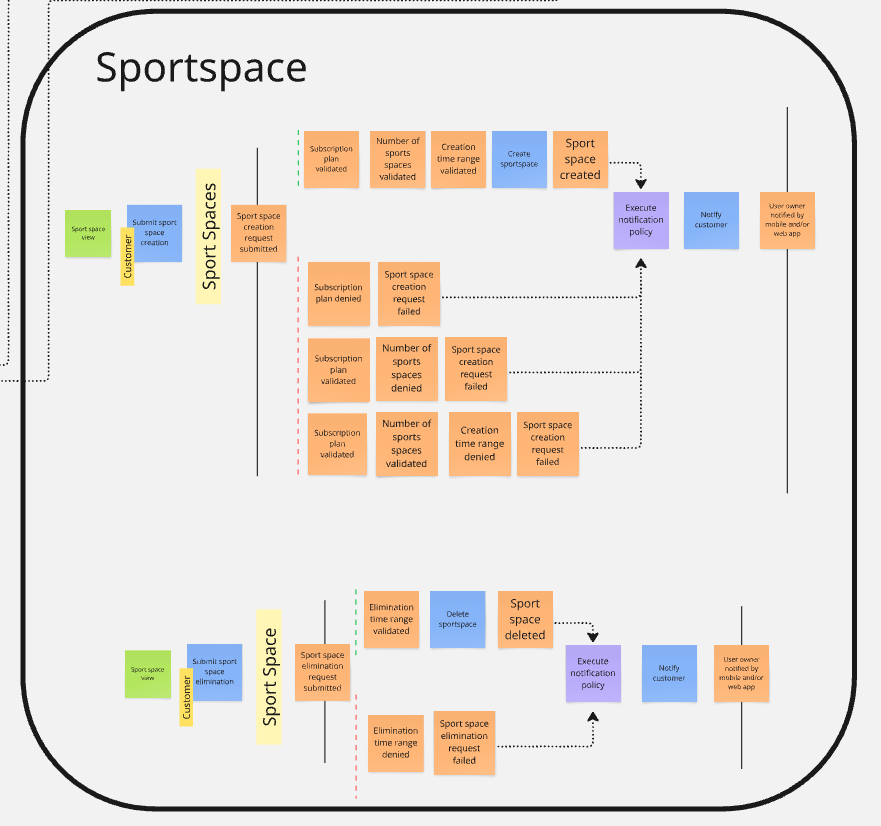 Sportspace
Subscription
plan
validated
Number of
sports
spaces
validated
Creation
time range
validated
Create
sportspace
Sport
space
created
Sport space
view
Submit sport
space
creation
Customer
Sport Spaces
Sport space
creation
request
submitted
Execute
notification
policy
Notify
customer
User owner
notified by
mobile and/or
web app
Subscription
plan denied
Sport space
creation
request
failed
Subscription
plan
validated
Number of
sports
spaces
denied
Sport space
creation
request
failed
Subscription
plan
validated
Number of
sports
spaces
validated
Creation
time range
denied
Sport space
creation
request
failed
Elimination
time range
validated
Delete
sportspace
Sport
space
deleted
Sport space
view
Submit sport
space
elimination
Customer
Sport Space
Sport space
elimination
request
submitted
Execute
notification
policy
Notify
customer
User owner
notified by
mobile and/or
web app
Elimination
time range
denied
Sport space
elimination
request
failed